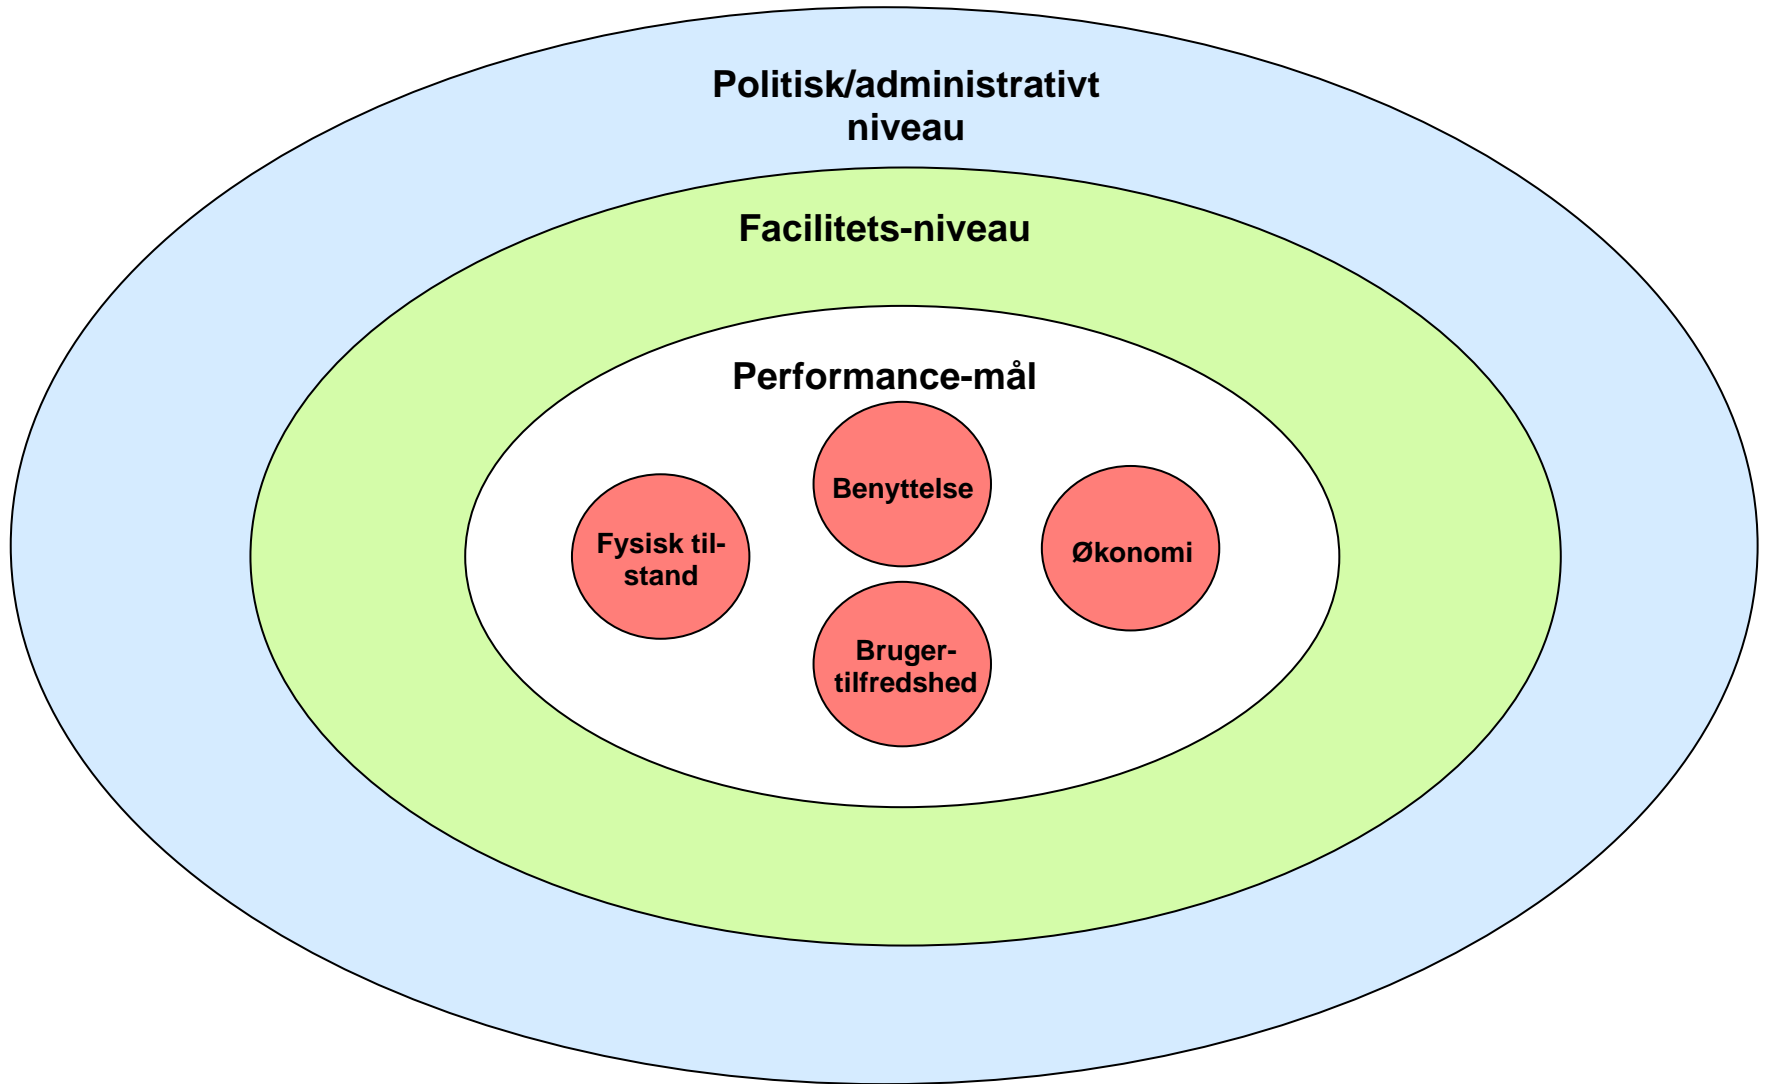 Politisk/administrativt
niveau
Facilitets-niveau
Performance-mål
Benyttelse
Fysisk til-
stand
Økonomi
Bruger-
tilfredshed